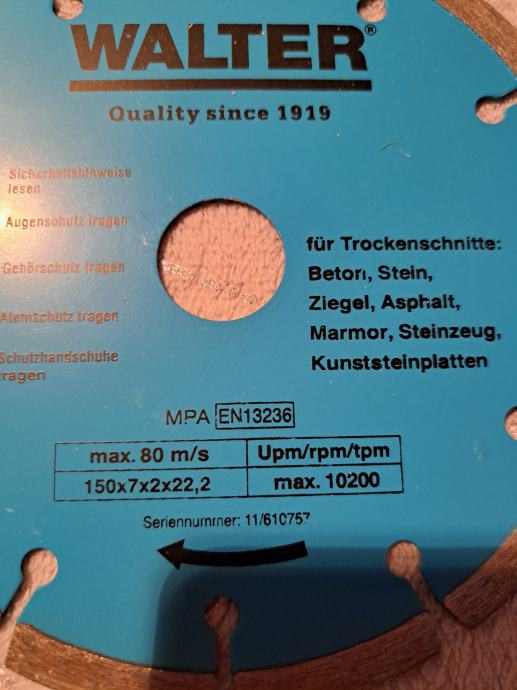 WALTER®
Quality since 1919
Sicherheitshinweise
lesen
Augenschutz tragen
Gehörschutz tragen
Atemschutz tragen
Schutzhandschuhe
tragen
für Trockenschnitte:
Beton, Stein,
Ziegel, Asphalt,
Marmor, Steinzeug,
Kunststeinplatten
MPA EN13236
max. 80 m/s Upm/rpm/tpm
150x7x2x22,2 max. 10200
Seriennummer: 11/610757